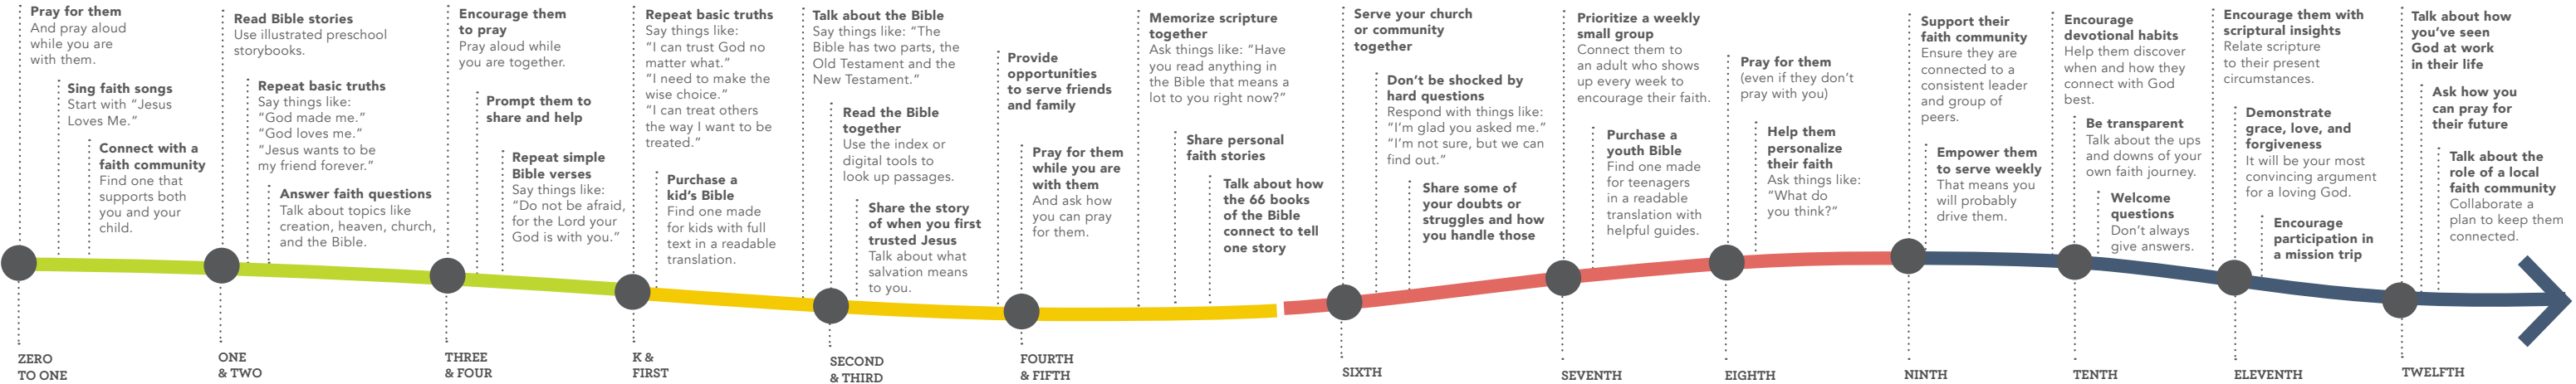 Pray for them
And pray aloud
while you are
with them.
Sing faith songs
Start with “Jesus
Loves Me.”
Connect with a
faith community
Find one that
supports both
you and your
child.
ZERO
TO ONE
Read Bible stories
Use illustrated preschool
storybooks.
Repeat basic truths
Say things like:
“God made me.”
“God loves me.”
“Jesus wants to be
my friend forever.”
Answer faith questions
Talk about topics like
creation, heaven, church,
and the Bible.
ONE
& TWO
Encourage them
to pray
Pray aloud while
you are together.
Prompt them to
share and help
Repeat simple
Bible verses
Say things like:
“Do not be afraid,
for the Lord your
God is with you.”
THREE
& FOUR
Repeat basic truths
Say things like:
“I can trust God no
matter what.”
“I need to make the
wise choice.”
“I can treat others
the way I want to be
treated.”
Purchase a
kid’s Bible
Find one made
for kids with full
text in a readable
translation.
K &
FIRST
Talk about the Bible
Say things like: “The
Bible has two parts, the
Old Testament and the
New Testament.”
Read the Bible
together
Use the index or
digital tools to
look up passages.
Share the story
of when you first
trusted Jesus
Talk about what
salvation means
to you.
SECOND
& THIRD
Provide
opportunities
to serve friends
and family
Pray for them
while you are
with them
And ask how
you can pray
for them.
FOURTH
& FIFTH
Memorize scripture
together
Ask things like: “Have
you read anything in
the Bible that means a
lot to you right now?”
Share personal
faith stories
Talk about how
the 66 books
of the Bible
connect to tell
one story
Serve your church
or community
together
Don’t be shocked by
hard questions
Respond with things like:
“I’m glad you asked me.”
“I’m not sure, but we can
find out.”
Share some of
your doubts or
struggles and how
you handle those
SIXTH
Prioritize a weekly
small group
Connect them to
an adult who shows
up every week to
encourage their faith.
Purchase a
youth Bible
Find one made
for teenagers
in a readable
translation with
helpful guides.
SEVENTH
Pray for them
(even if they don’t
pray with you)
Help them
personalize
their faith
Ask things like:
“What do
you think?”
EIGHTH
Support their
faith community
Ensure they are
connected to a
consistent leader
and group of
peers.
Empower them
to serve weekly
That means you
will probably
drive them.
NINTH
Encourage
devotional habits
Help them discover
when and how they
connect with God
best.
Be transparent
Talk about the ups
and downs of your
own faith journey.
Welcome
questions
Don’t always
give answers.
TENTH
Encourage them with
scriptural insights
Relate scripture
to their present
circumstances.
Demonstrate
grace, love, and
forgiveness
It will be your most
convincing argument
for a loving God.
Encourage
participation in
a mission trip
ELEVENTH
Talk about how
you’ve seen
God at work
in their life
Ask how you
can pray for
their future
Talk about the
role of a local
faith community
Collaborate a
plan to keep them
connected.
TWELFTH